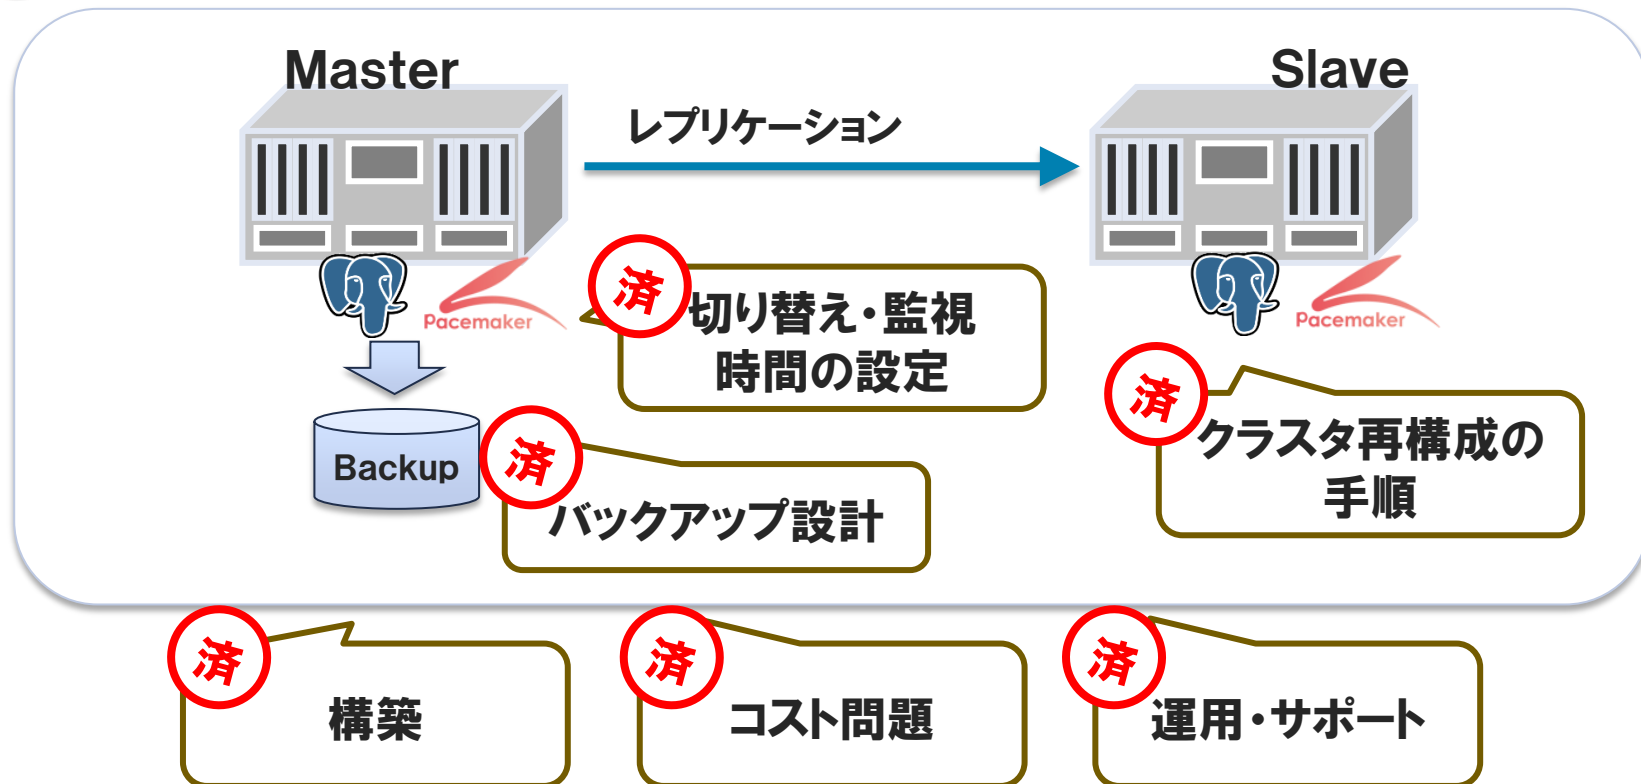 Master
Slave
レプリケーション
Pacemaker
Pacemaker
済
切り替え・監視
時間の設定
済
クラスタ再構成の
手順
Backup
済
バックアップ設計
済
構築
済
コスト問題
済
運用・サポート